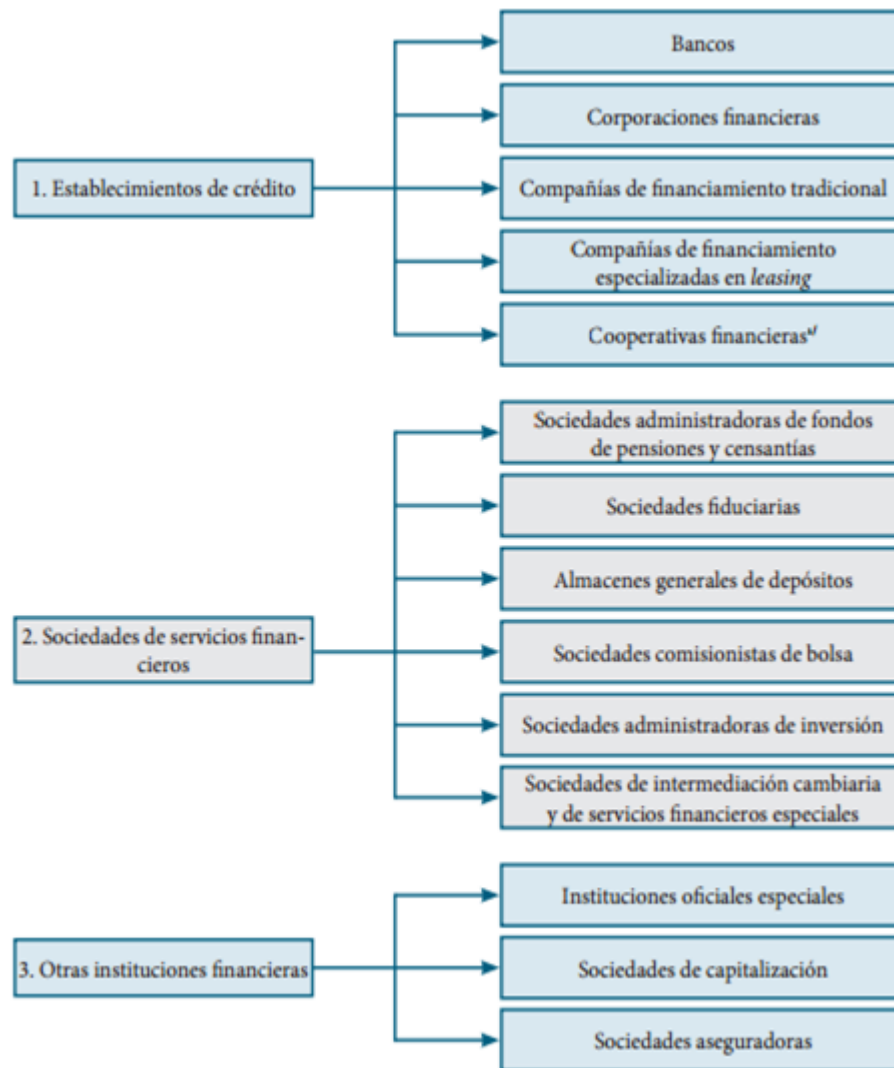 1. Establecimientos de crédito
Bancos
Corporaciones financieras
Compañías de financiamiento tradicional
Compañías de financiamiento
especializadas en leasing
Cooperativas financierasa/
2. Sociedades de servicios finan-
cieros
Sociedades administradoras de fondos
de pensiones y censantías
Sociedades fiduciarias
Almacenes generales de depósitos
Sociedades comisionistas de bolsa
Sociedades administradoras de inversión
Sociedades de intermediación cambiaria
y de servicios financieros especiales
3. Otras instituciones financieras
Instituciones oficiales especiales
Sociedades de capitalización
Sociedades aseguradoras